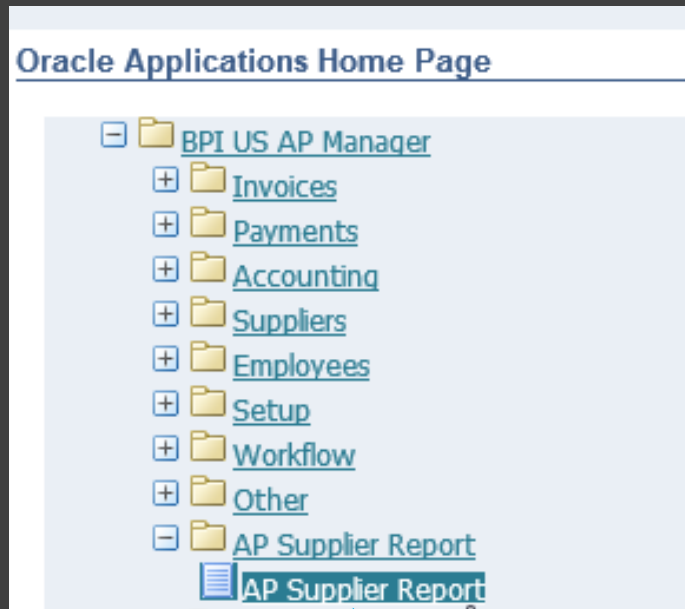 Oracle Applications Home Page
BPI US AP Manager
Invoices
Payments
Accounting
Suppliers
Employees
Setup
Workflow
Other
AP Supplier Report
AP Supplier Report